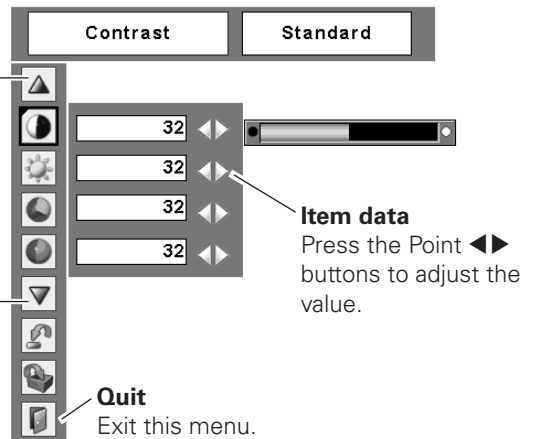 Contrast Standard
32
32
32
32
Item data
Press the Point ◀▶
buttons to adjust the
value.
Quit
Exit this menu.